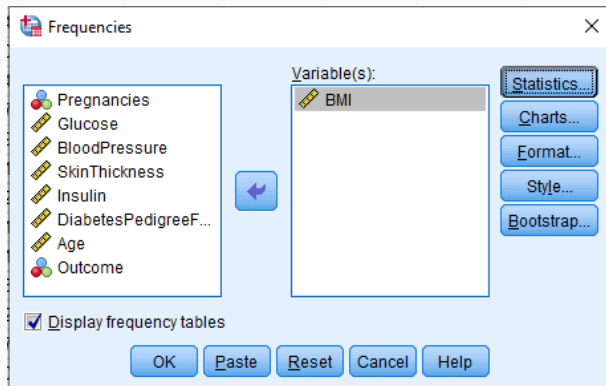 Frequencies
Variable(s):
Pregnancies
Glucose
BloodPressure
SkinThickness
Insulin
DiabetesPedigreeF...
Age
Outcome
BMI
Statistics...
Charts...
Format...
Style...
Bootstrap...
Display frequency tables
OK Paste Reset Cancel Help